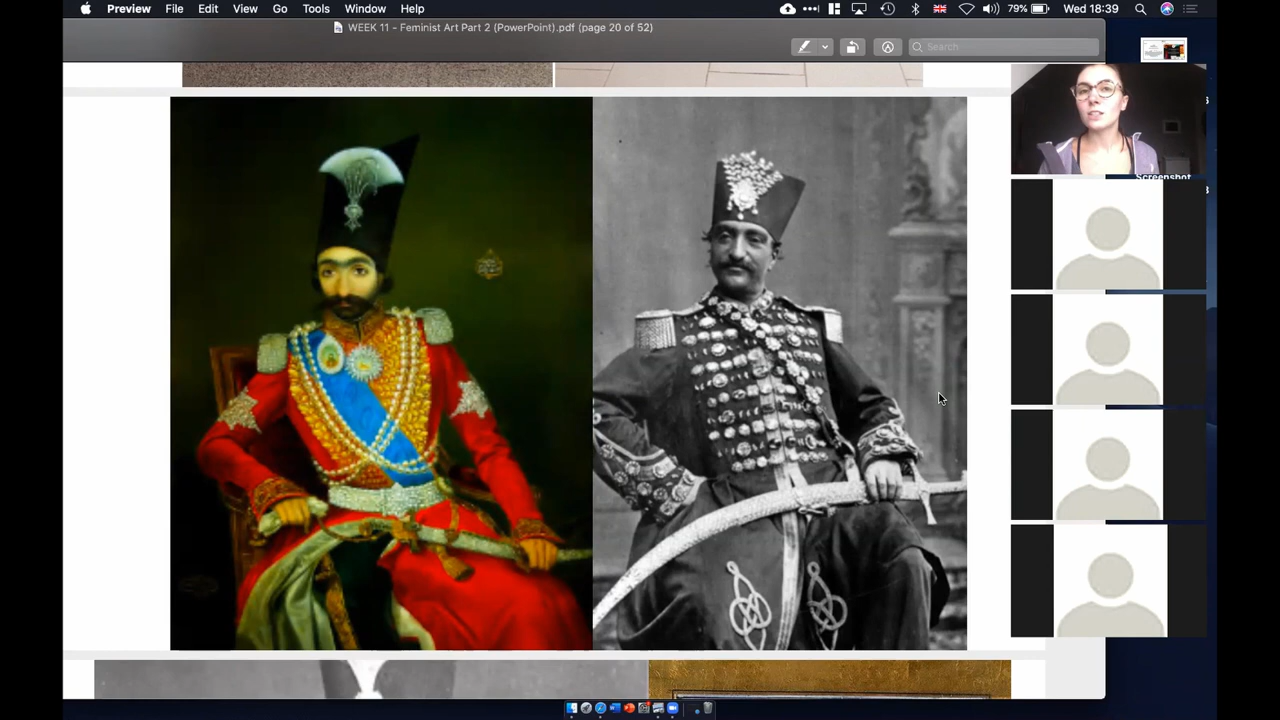 Preview File Edit View Go Tools Window Help 79% Wed 18:39
WEEK 11 - Feminist Art Part 2 (PowerPoint).pdf (page 20 of 52)
Search
Screenshot